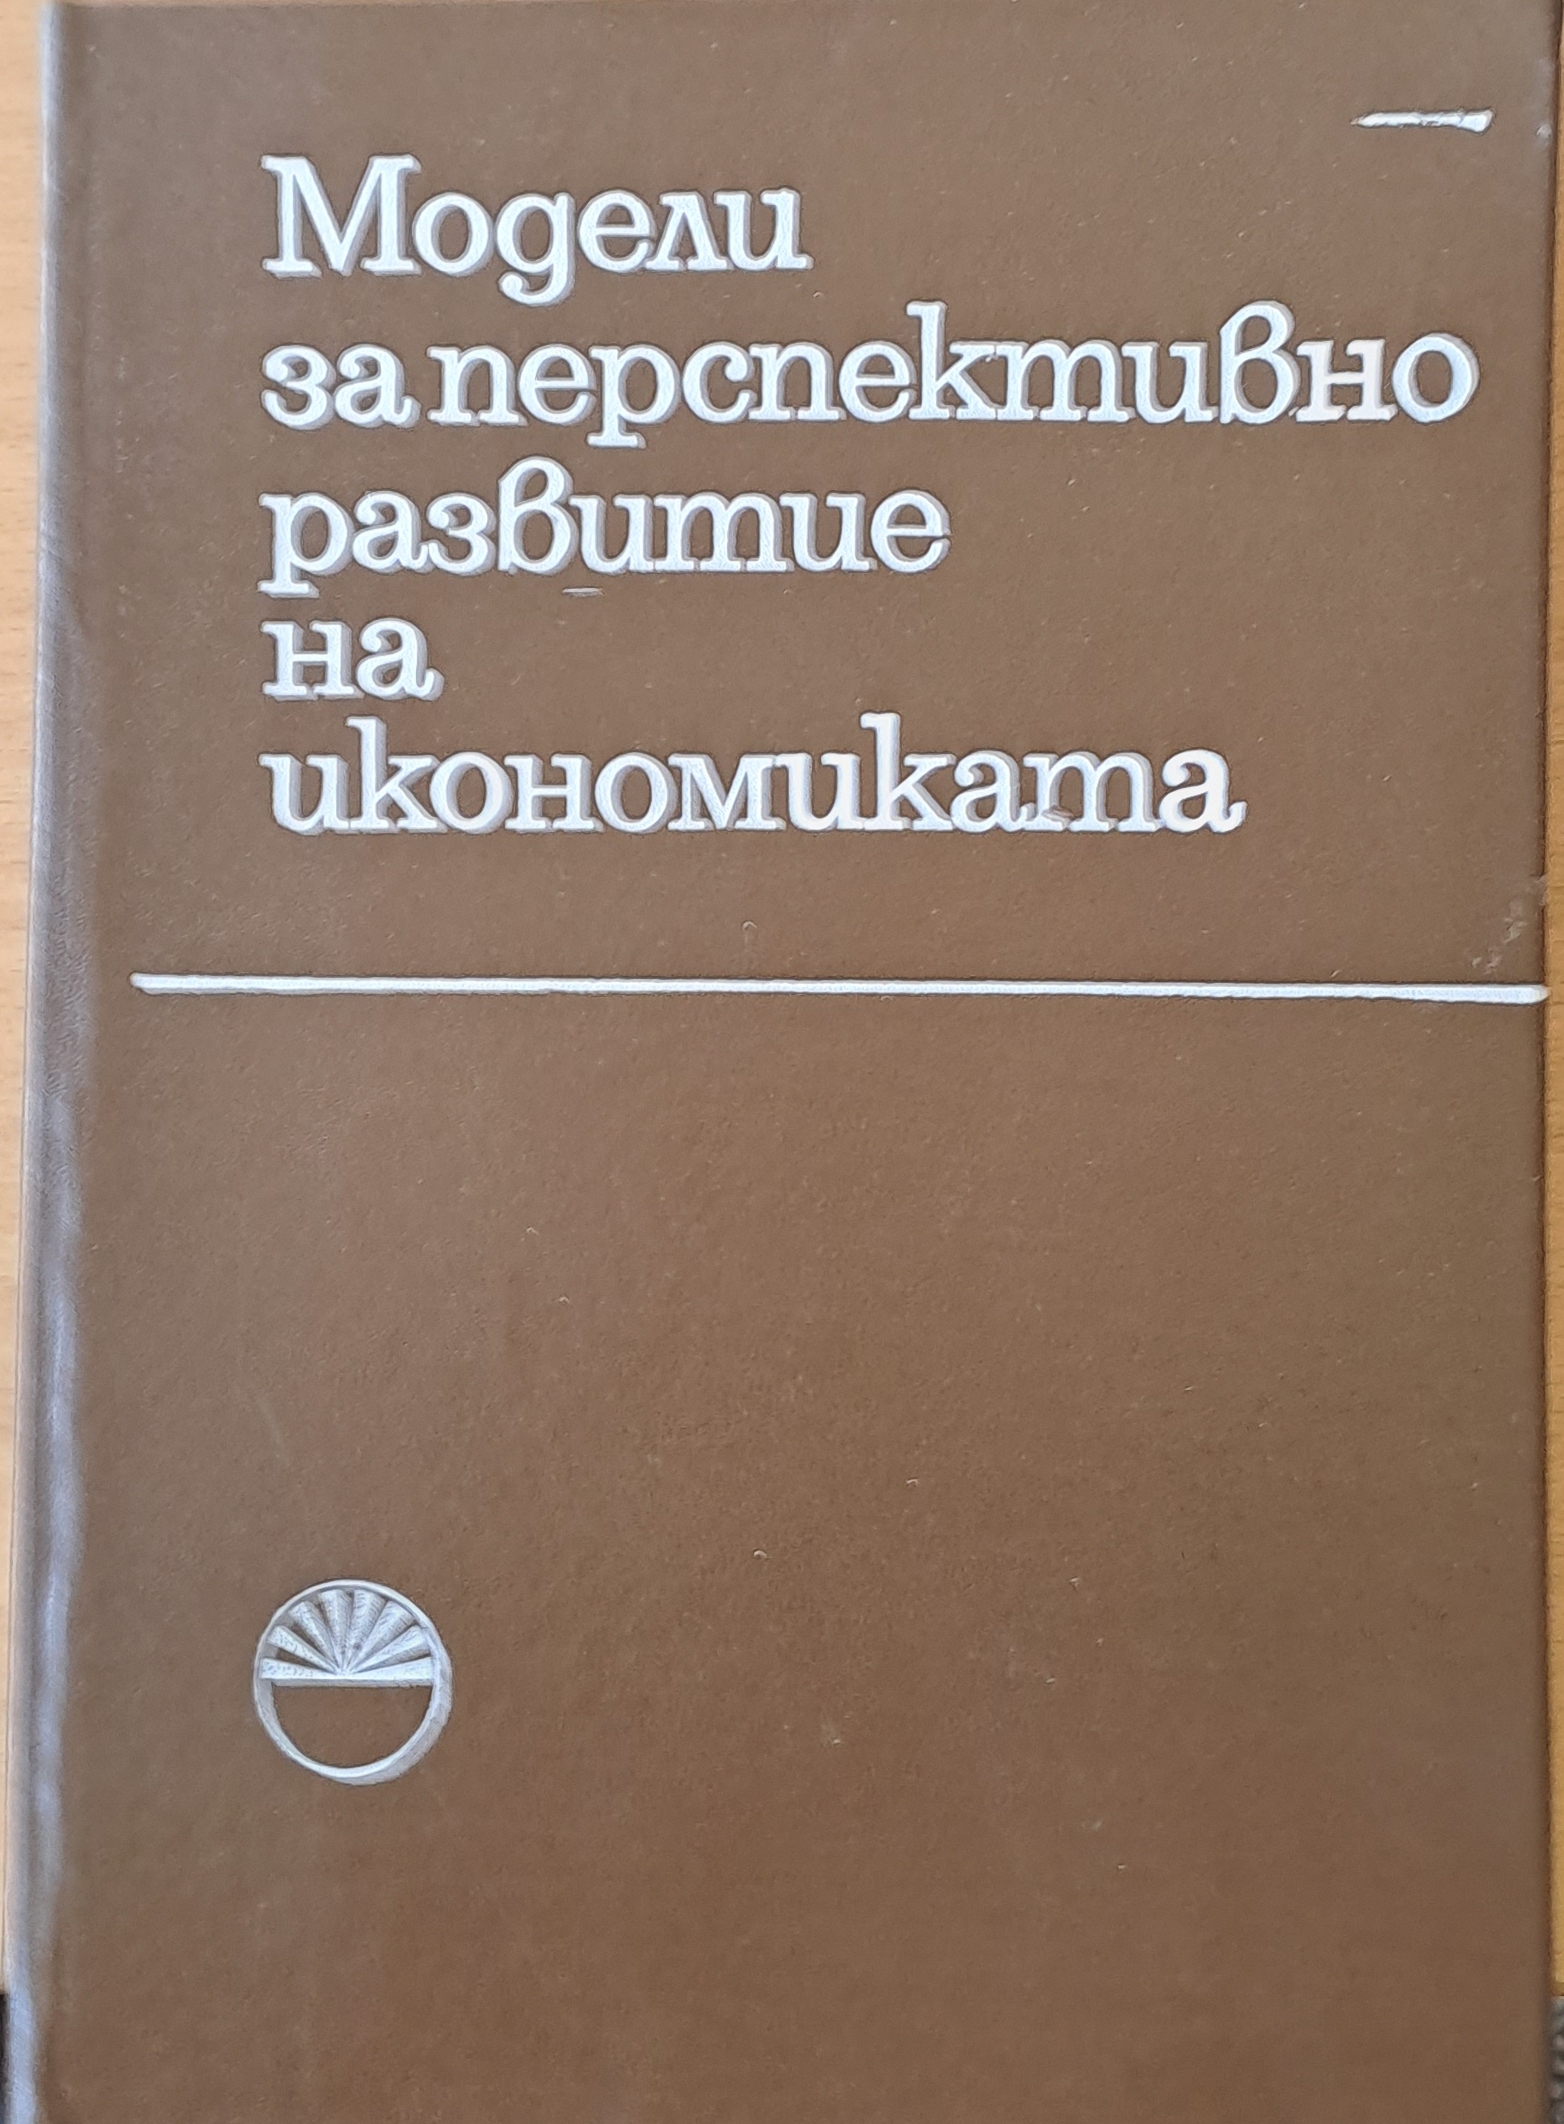 Модели
за перспективно
развитие
на
икономиката